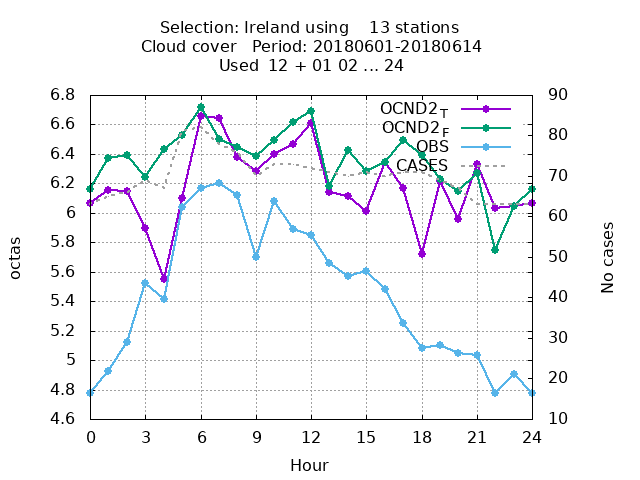 Selection: Ireland using    13 stations
Cloud cover   Period: 20180601-20180614
Used  12 + 01 02 ... 24
octas
6.8
6.6
6.4
6.2
6
5.8
5.6
5.4
5.2
5
4.8
4.6
OCND2T
OCND2F
OBS
CASES
90
80
70
60
50
40
30
20
10
No cases
0 3 6 9 12 15 18 21 24
Hour